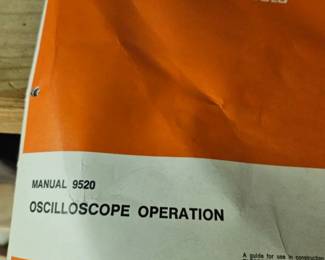 MANUAL 9520
OSCILLOSCOPE OPERATION
A guide for use in